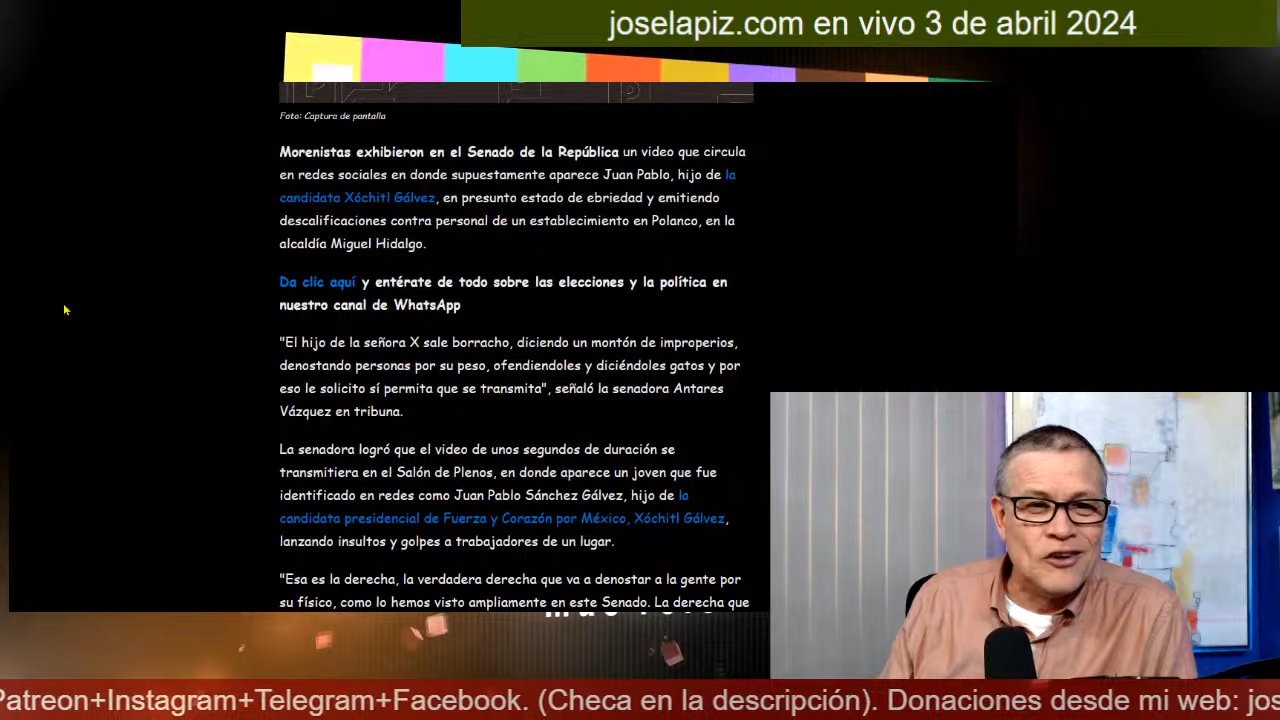 joselapiz.com en vivo 3 de abril 2024
Foto: Captura de pantalla
Morenistas exhibieron en el Senado de la República un video que circula
en redes sociales en donde supuestamente aparece Juan Pablo, hijo de la
candidata Xóchitl Gálvez, en presunto estado de ebriedad y emitiendo
descalificaciones contra personal de un establecimiento en Polanco, en la
alcaldía Miguel Hidalgo.
Da clic aquí y entérate de todo sobre las elecciones y la política en
nuestro canal de WhatsApp
"El hijo de la señora X sale borracho, diciendo un montón de improperios,
denostando personas por su peso, ofendiendoles y diciéndoles gatos y por
eso le solicito sí permita que se transmita", señaló la senadora Antares
Vázquez en tribuna.
La senadora logró que el video de unos segundos de duración se
transmitiera en el Salón de Plenos, en donde aparece un joven que fue
identificado en redes como Juan Pablo Sánchez Gálvez, hijo de la
candidata presidencial de Fuerza y Corazón por México, Xóchitl Gálvez,
lanzando insultos y golpes a trabajadores de un lugar.
"Esa es la derecha, la verdadera derecha que va a denostar a la gente por
su físico, como lo hemos visto ampliamente en este Senado. La derecha que
Patreon+Instagram+Telegram+Facebook. (Checa en la descripción). Donaciones desde mi web: jos